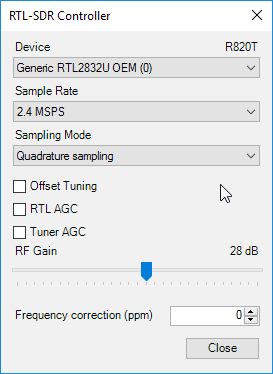 RTL-SDR Controller
Device R820T
Generic RTL2832U OEM (0)
Sample Rate
2.4 MSPS
Sampling Mode
Quadrature sampling
Offset Tuning
RTL AGC
Tuner AGC
RF Gain 28 dB
Frequency correction (ppm) 0
Close